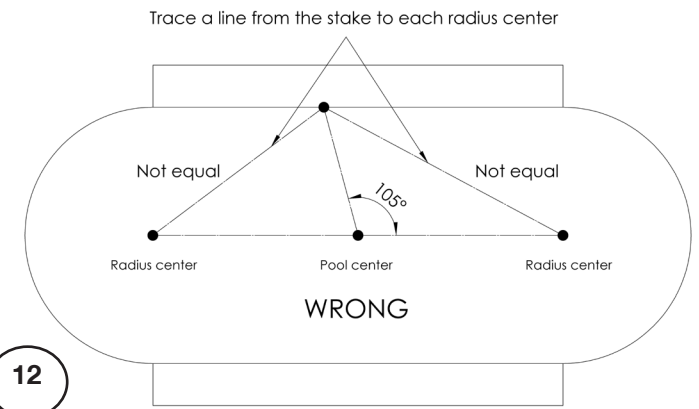 Trace a line from the stake to each radius center
Not equal
Not equal
105°
Radius center
Pool center
Radius center
WRONG
12